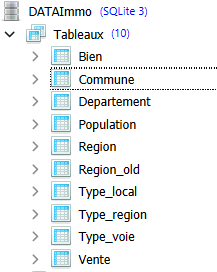 DATAImmo (SQLite 3)
Tableaux (10)
Bien
Commune
Departement
Population
Region
Region_old
Type_local
Type_region
Type_voie
Vente